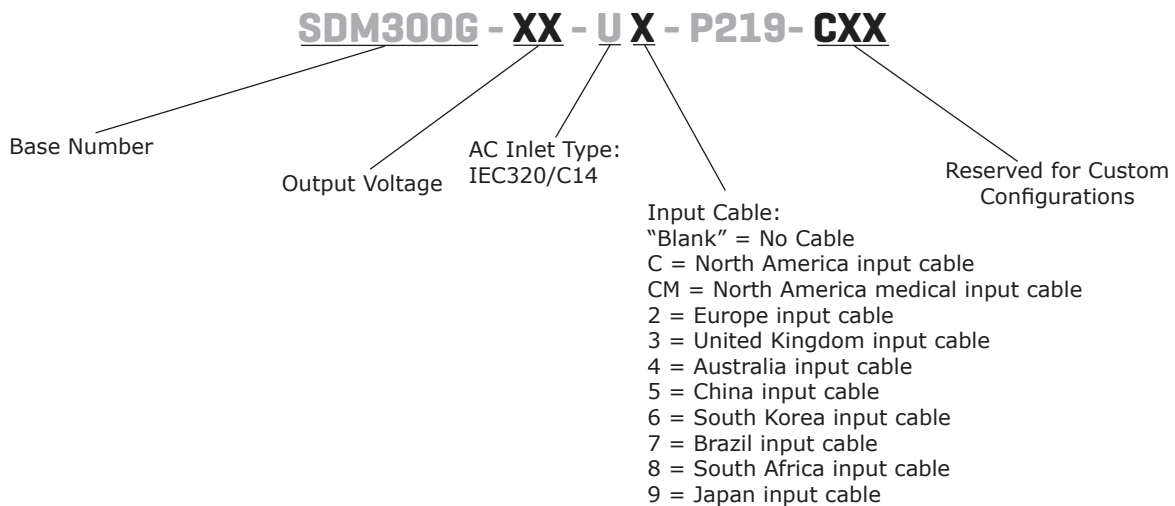 SDM300G - XX - U X - P219- CXX
Base Number
Output Voltage
AC Inlet Type:
IEC320/C14
Input Cable:
“Blank” = No Cable
C = North America input cable
CM = North America medical input cable
2 = Europe input cable
3 = United Kingdom input cable
4 = Australia input cable
5 = China input cable
6 = South Korea input cable
7 = Brazil input cable
8 = South Africa input cable
9 = Japan input cable
Reserved for Custom
Configurations